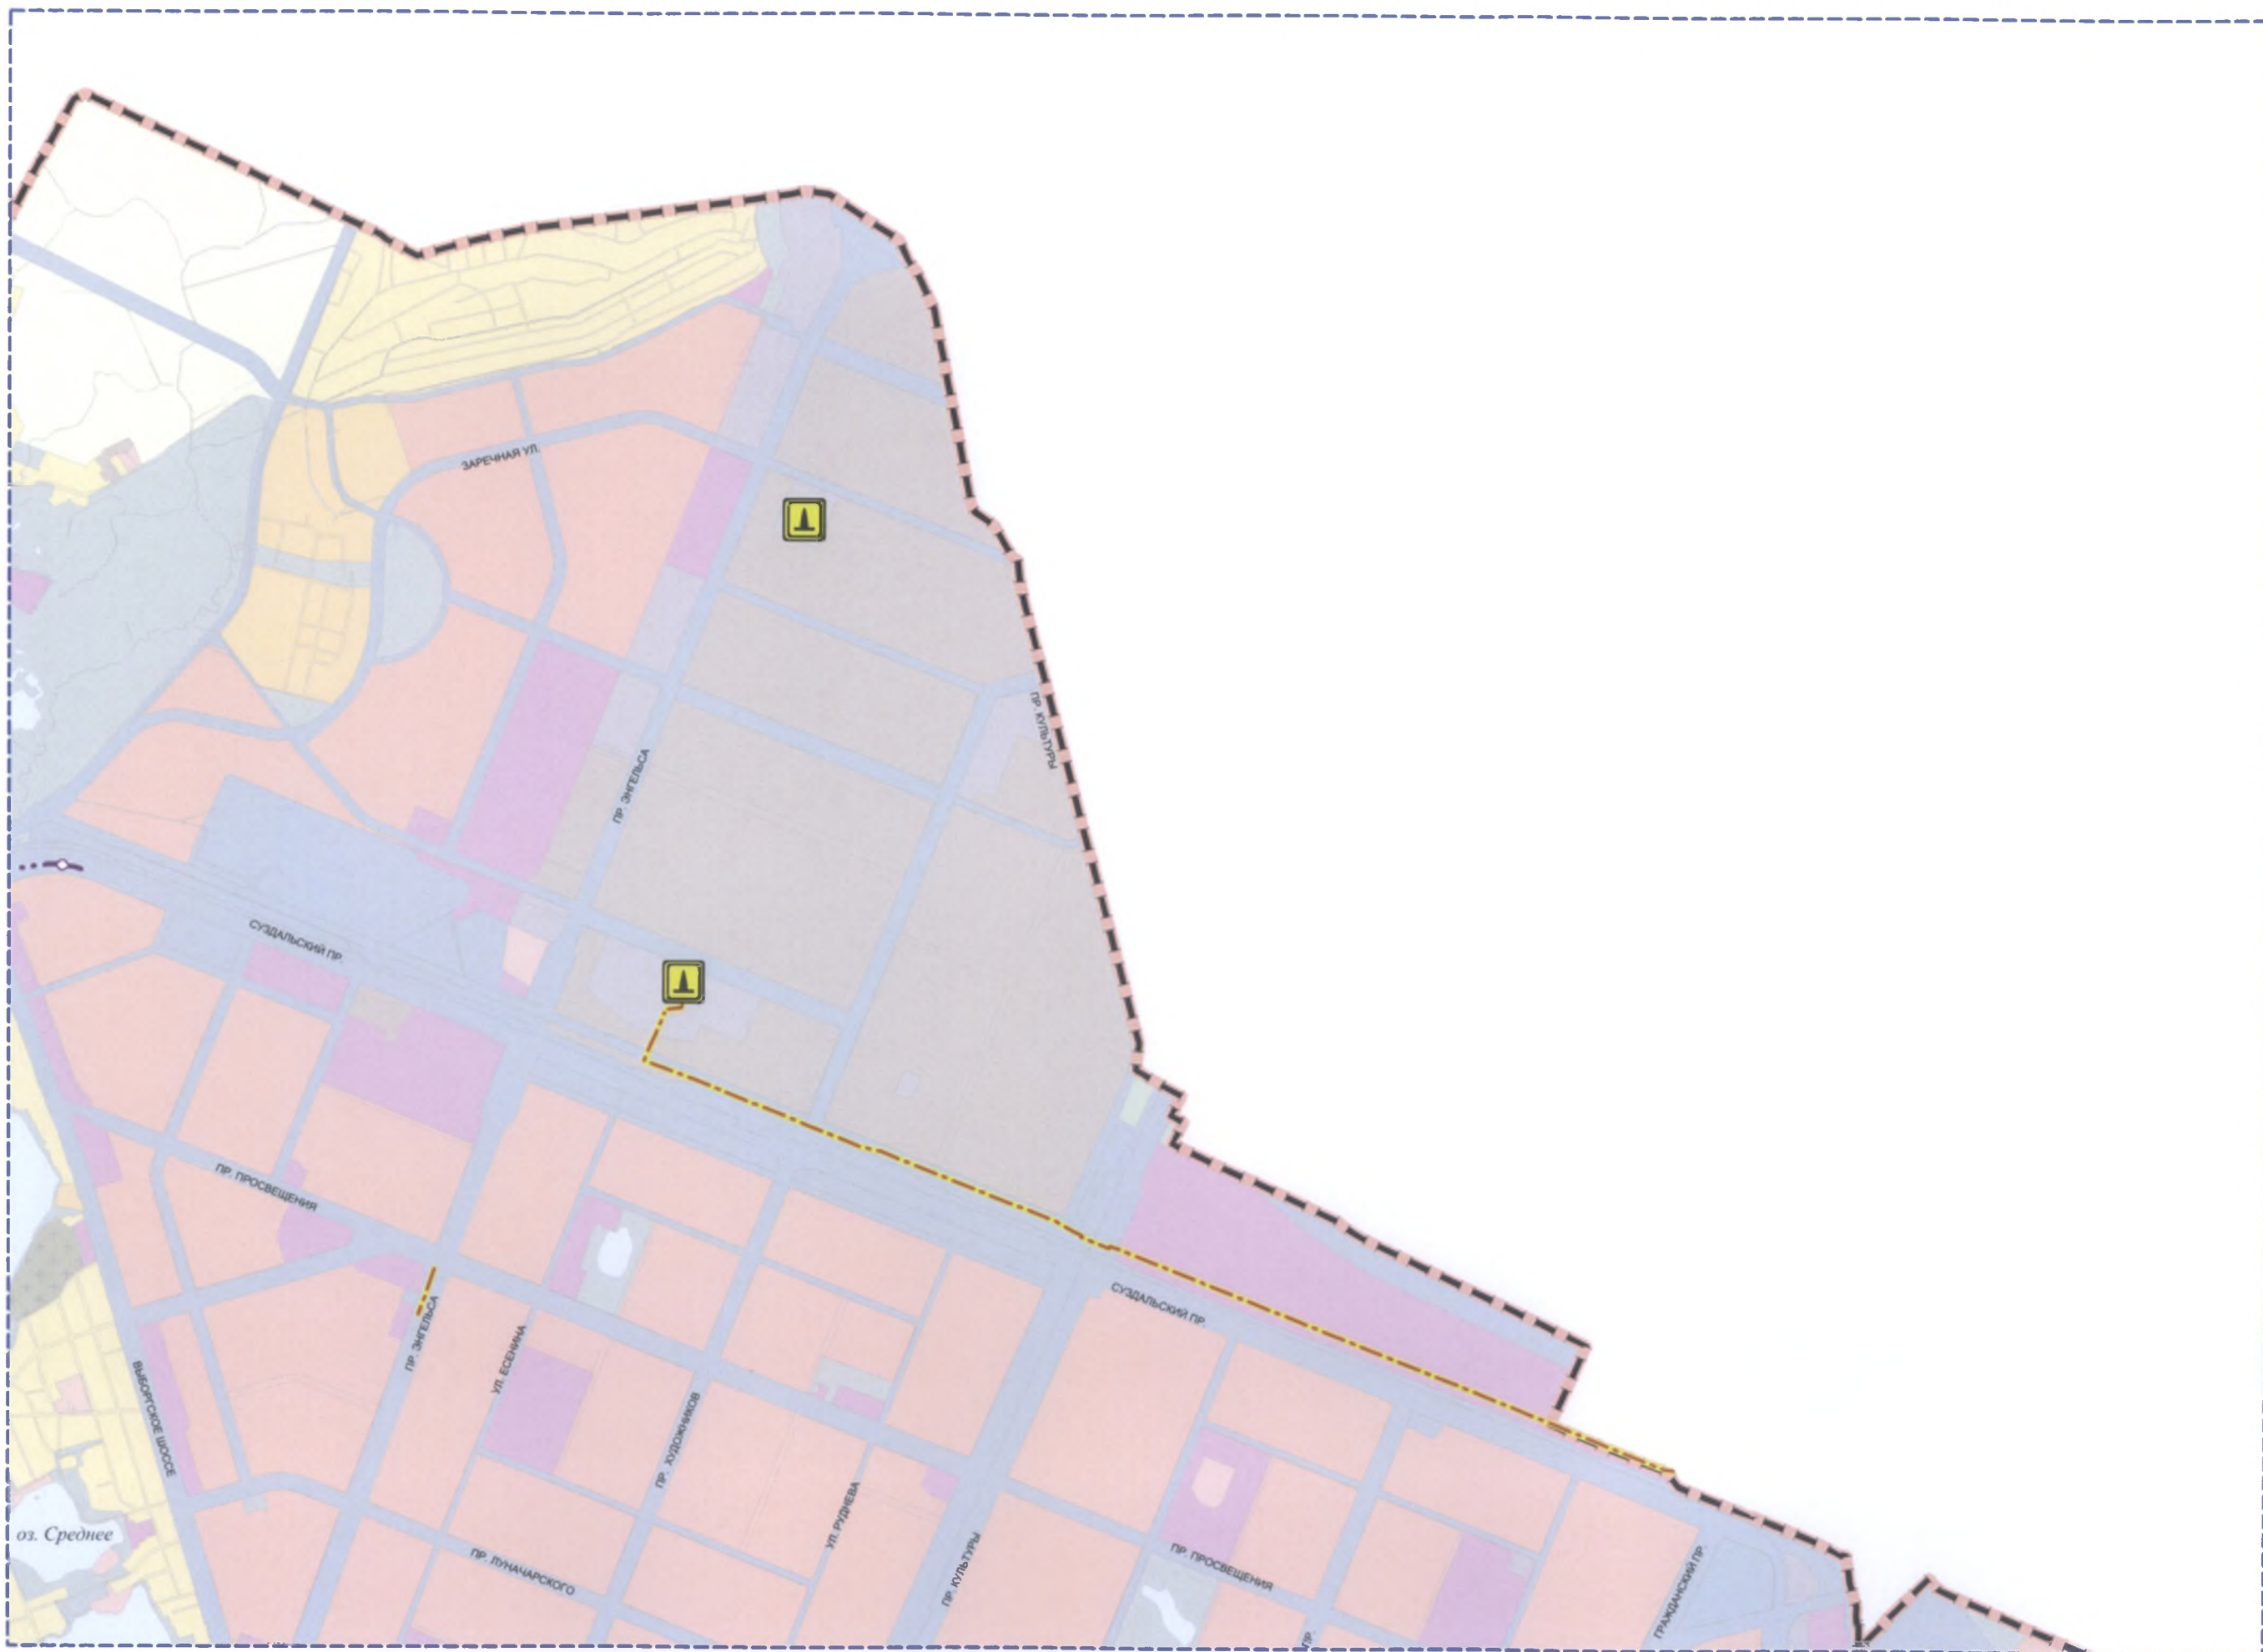 ЗАРЕЧНАЯ УЛ.
ПР. КУЛЬТУРЫ
ПР. ЭНГЕЛЬСА
СУЗДАЛЬСКИЙ ПР.
ПР. ПРОСВЕЩЕНИЯ
СУЗДАЛЬСКИЙ ПР.
ПР. ЭНГЕЛЬСА
УЛ. ЕСЕНИНА
ВЫБОРГСКОЕ ШОССЕ
ПР. ХУДОЖНИКОВ
УЛ. РУДНЕВА
оз. Среднее
ПР. ЛУНАЧАРСКОГО
ПР. КУЛЬТУРЫ
ПР. ПРОСВЕЩЕНИЯ
ГРАЖДАНСКИЙ ПР.
ПР.